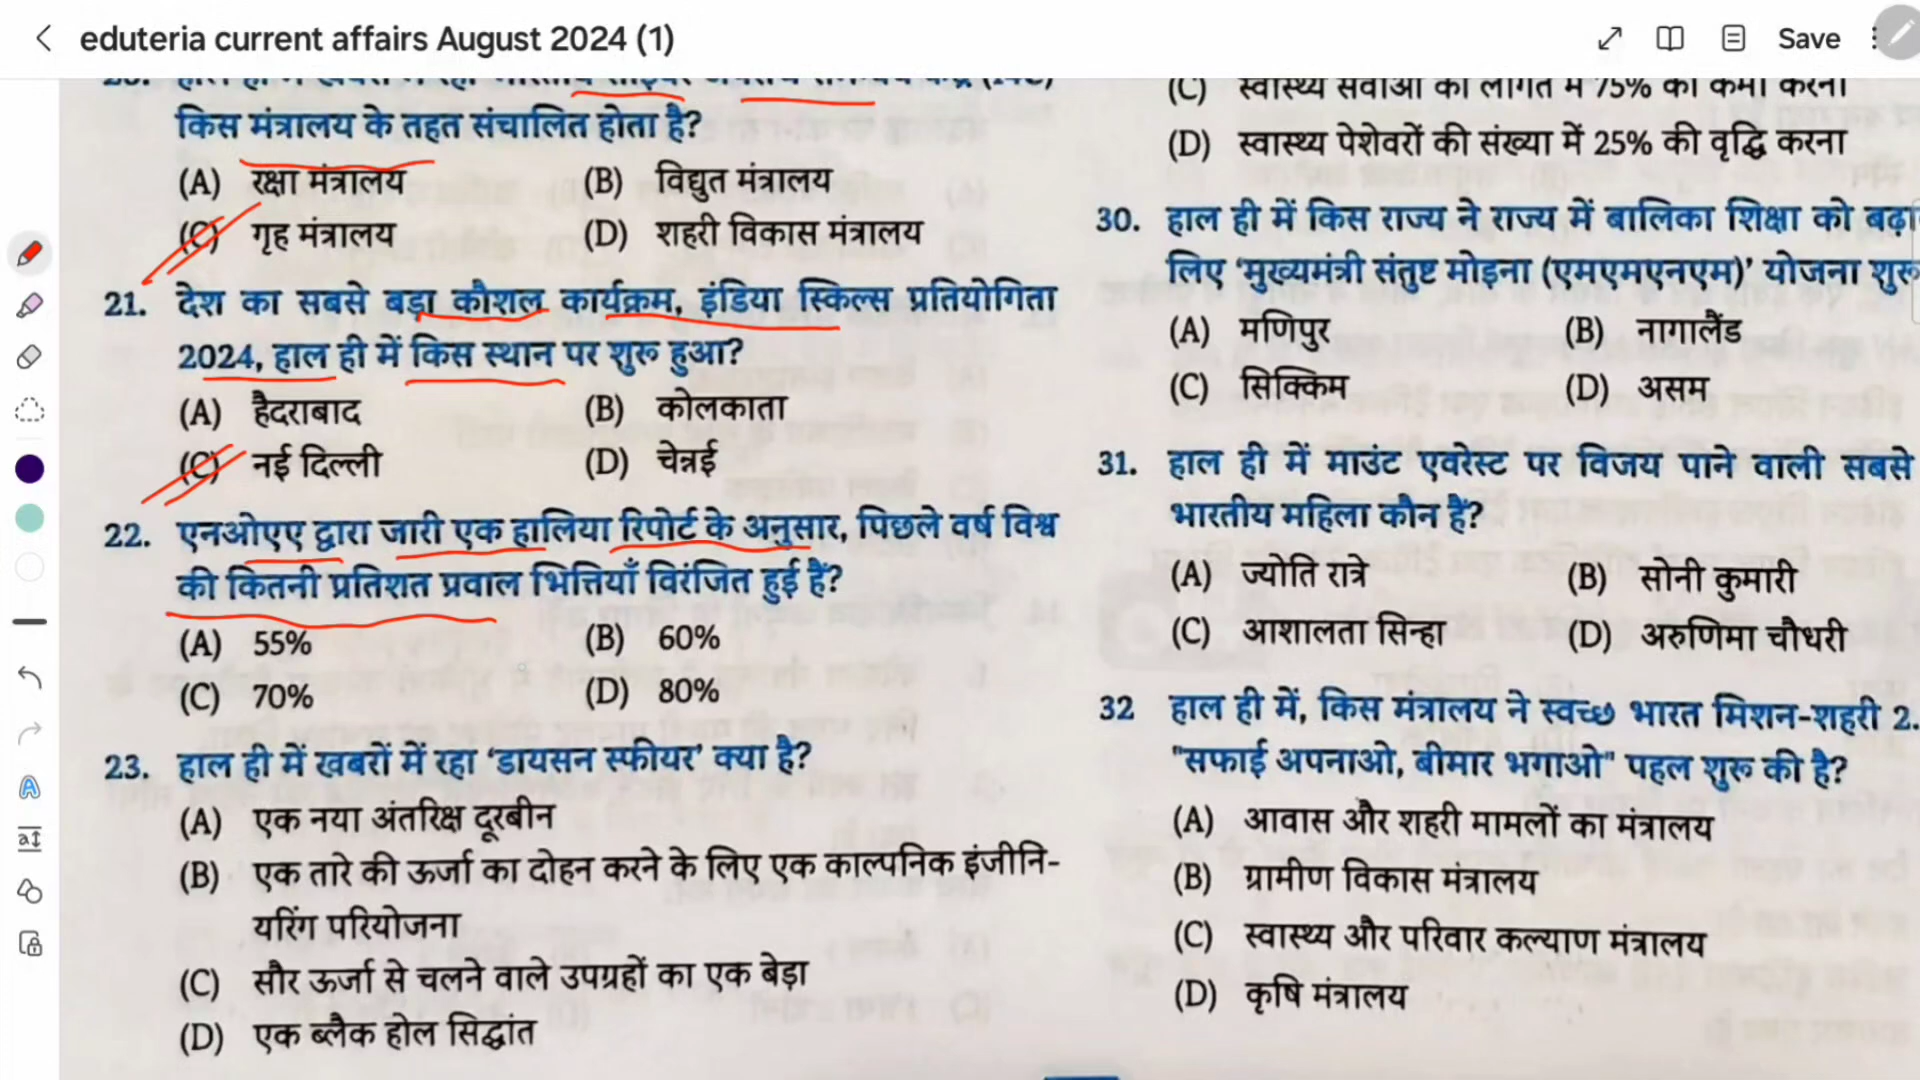 eduteria current affairs August 2024 (1)
Save
किस मंत्रालय के तहत संचालित होता है?
(A) रक्षा मंत्रालय (B) विद्युत मंत्रालय
(C) गृह मंत्रालय (D) शहरी विकास मंत्रालय
21. देश का सबसे बड़ा कौशल कार्यक्रम, इंडिया स्किल्स प्रतियोगिता
2024, हाल ही में किस स्थान पर शुरू हुआ?
(A) हैदराबाद (B) कोलकाता
(C) नई दिल्ली (D) चेन्नई
22. एनओएए द्वारा जारी एक हालिया रिपोर्ट के अनुसार, पिछले वर्ष विश्व
की कितनी प्रतिशत प्रवाल भित्तियाँ विरंजित हुई हैं?
(A) 55% (B) 60%
(C) 70% (D) 80%
23. हाल ही में खबरों में रहा ‘डायसन स्फीयर’ क्या है?
(A) एक नया अंतरिक्ष दूरबीन
(B) एक तारे की ऊर्जा का दोहन करने के लिए एक काल्पनिक इंजीनि-
यरिंग परियोजना
(C) सौर ऊर्जा से चलने वाले उपग्रहों का एक बेड़ा
(D) एक ब्लैक होल सिद्धांत
(C) स्वास्थ्य सेवाओं की लागत में 75% की कमी करना
(D) स्वास्थ्य पेशेवरों की संख्या में 25% की वृद्धि करना
30. हाल ही में किस राज्य ने राज्य में बालिका शिक्षा को
लिए ‘मुख्यमंत्री संतुष्ट मोइना (एमएमएनएम)’ योजना
(A) मणिपुर (B) नागालैंड
(C) सिक्किम (D) असम
31. हाल ही में माउंट एवरेस्ट पर विजय पाने वाली सबसे
भारतीय महिला कौन हैं?
(A) ज्योति रात्रे (B) सोनी कुमारी
(C) आशालता सिन्हा (D) अरुणिमा चौधरी
32 हाल ही में, किस मंत्रालय ने स्वच्छ भारत मिशन-शहरी 2.
"सफाई अपनाओ, बीमार भगाओ" पहल शुरू की है?
(A) आवास और शहरी मामलों का मंत्रालय
(B) ग्रामीण विकास मंत्रालय
(C) स्वास्थ्य और परिवार कल्याण मंत्रालय
(D) कृषि मंत्रालय